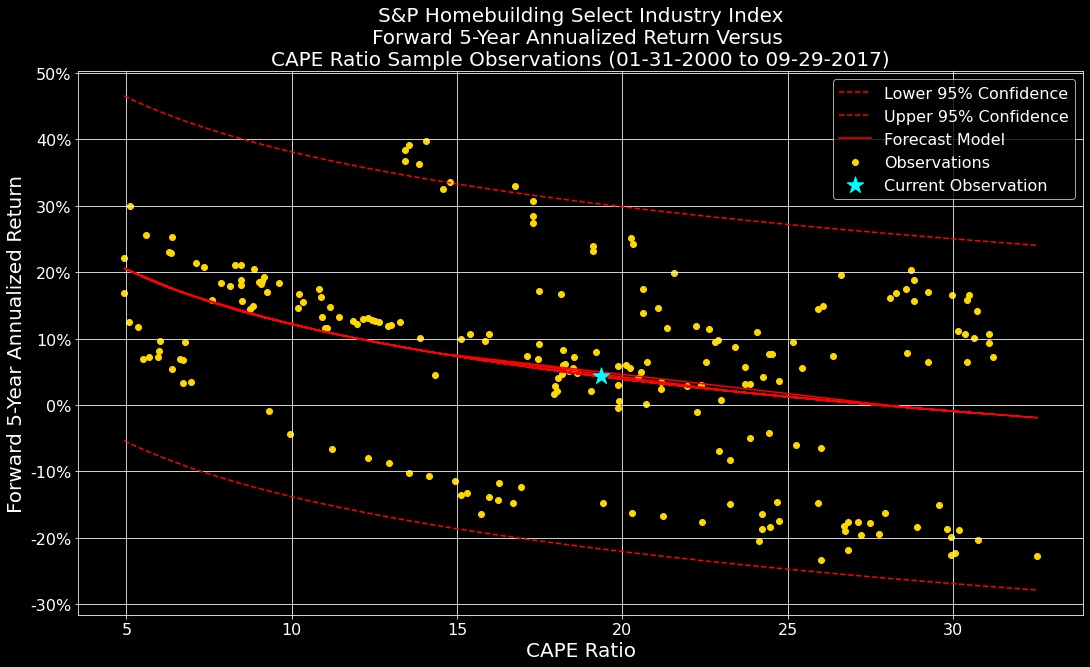 S&P Homebuilding Select Industry Index
Forward 5-Year Annualized Return Versus
CAPE Ratio Sample Observations (01-31-2000 to 09-29-2017)
Lower 95% Confidence
Upper 95% Confidence
Forecast Model
Observations
Current Observation
Forward 5-Year Annualized Return
50%
40%
30%
20%
10%
0%
-10%
-20%
-30%
5 10 15 20 25 30
CAPE Ratio